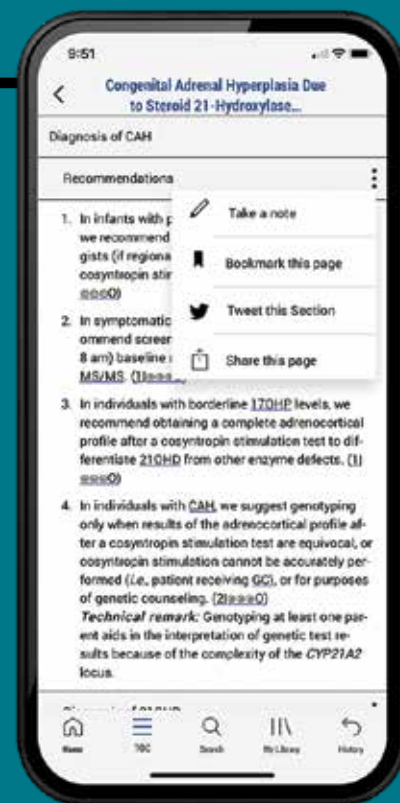 9:51
Congenital Adrenal Hyperplasia Due
to Steroid 21-Hydroxylase...
Diagnosis of CAH
Recommendations
Take a note
Bookmark this page
Tweet this Section
Share this page
1. In infants with p
we recommend
gists (if regiona
cosyntropin stir
2. In symptomatic
ommend screen
8 am) baseline
MS/MS. (1|
3. In individuals with borderline 17OHP levels, we
recommend obtaining a complete adrenocortical
profile after a cosyntropin stimulation test to dif-
ferentiate 21OHD from other enzyme defects. (1|
⊕⊕⊕O)
4. In individuals with CAH, we suggest genotyping
only when results of the adrenocortical profile af-
ter a cosyntropin stimulation test are equivocal, or
cosyntropin stimulation cannot be accurately per-
formed (i.e., patient receiving GC), or for purposes
of genetic counseling. (2|⊕⊕⊕O)
Technical remark: Genotyping at least one par-
ent aids in the interpretation of genetic test re-
sults because of the complexity of the CYP21A2
locus.
Home TOC Search My Library History